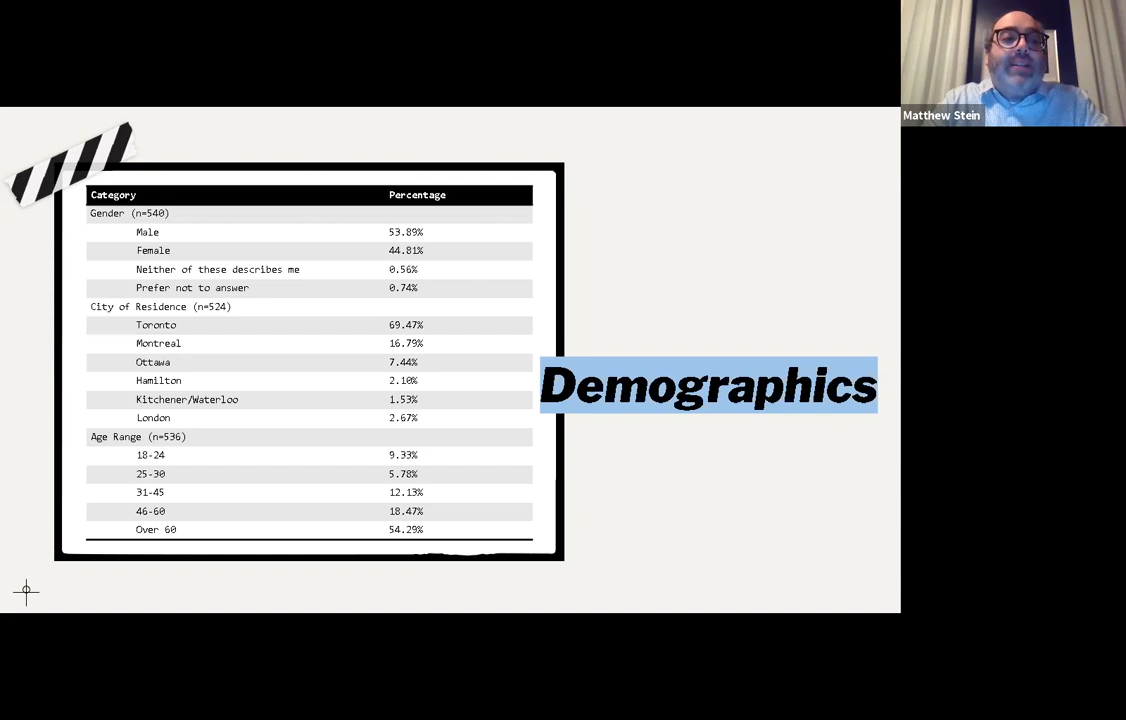 Matthew Stein
Category Percentage
Gender (n=540)
Male 53.89%
Female 44.81%
Neither of these describes me 0.56%
Prefer not to answer 0.74%
City of Residence (n=524)
Toronto 69.47%
Montreal 16.79%
Ottawa 7.44%
Hamilton 2.10%
Kitchener/Waterloo 1.53%
London 2.67%
Age Range (n=536)
18-24 9.33%
25-30 5.78%
31-45 12.13%
46-60 18.47%
Over 60 54.29%
Demographics